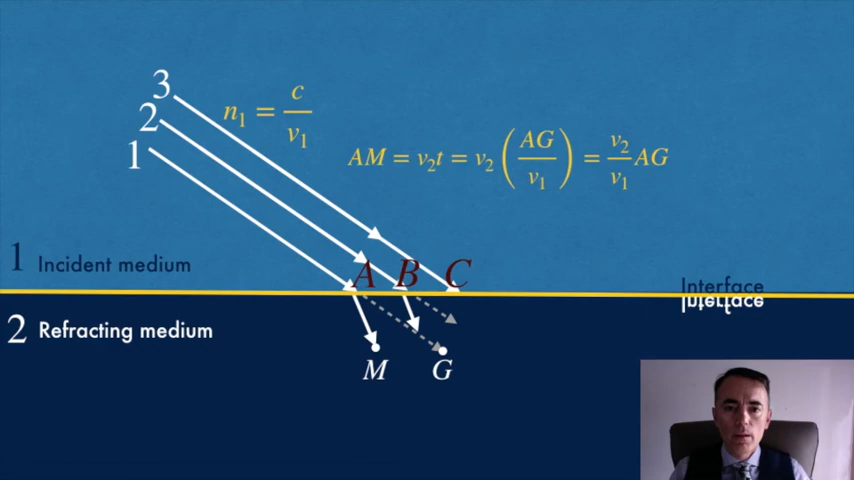 3
2
1
n₁ = c / v₁
AM = v₂t = v₂ (AG / v₁) = v₂ / v₁ AG
A B C
1 Incident medium
Interface
Interface
2 Refracting medium
M G